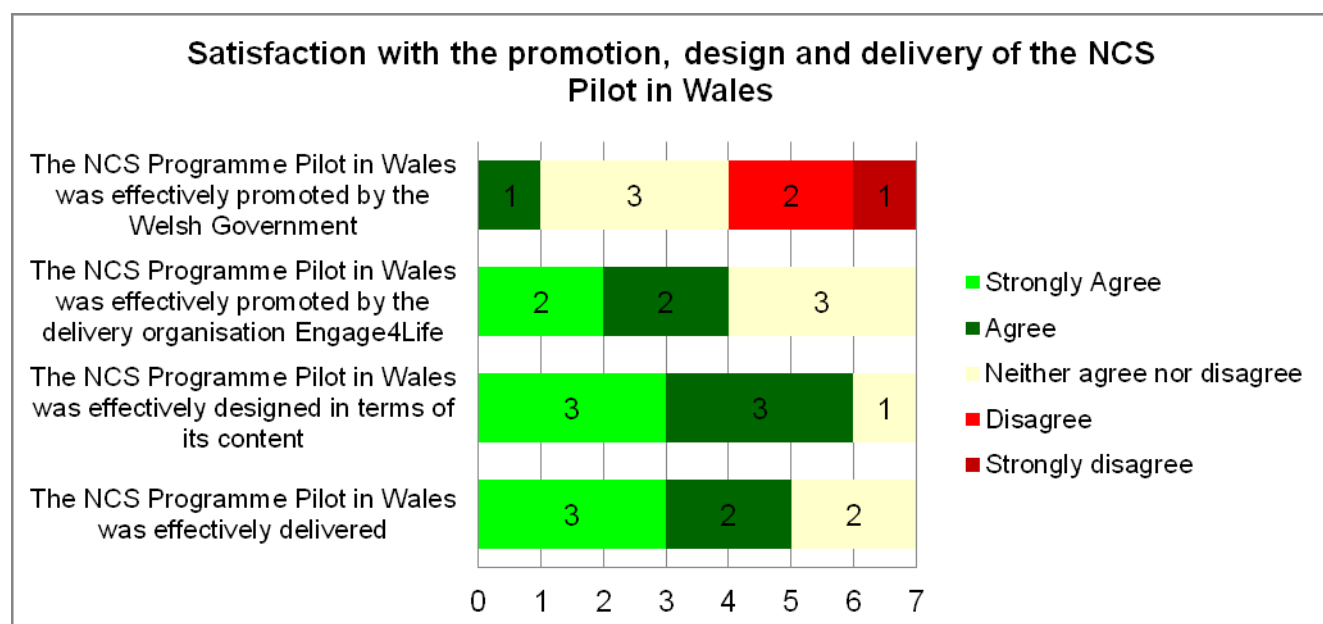 Satisfaction with the promotion, design and delivery of the NCS
Pilot in Wales
The NCS Programme Pilot in Wales
was effectively promoted by the
Welsh Government
1 3 2 1
The NCS Programme Pilot in Wales
was effectively promoted by the
delivery organisation Engage4Life
2 2 3
The NCS Programme Pilot in Wales
was effectively designed in terms of
its content
3 3 1
The NCS Programme Pilot in Wales
was effectively delivered
3 2 2
0 1 2 3 4 5 6 7
Strongly Agree
Agree
Neither agree nor disagree
Disagree
Strongly disagree